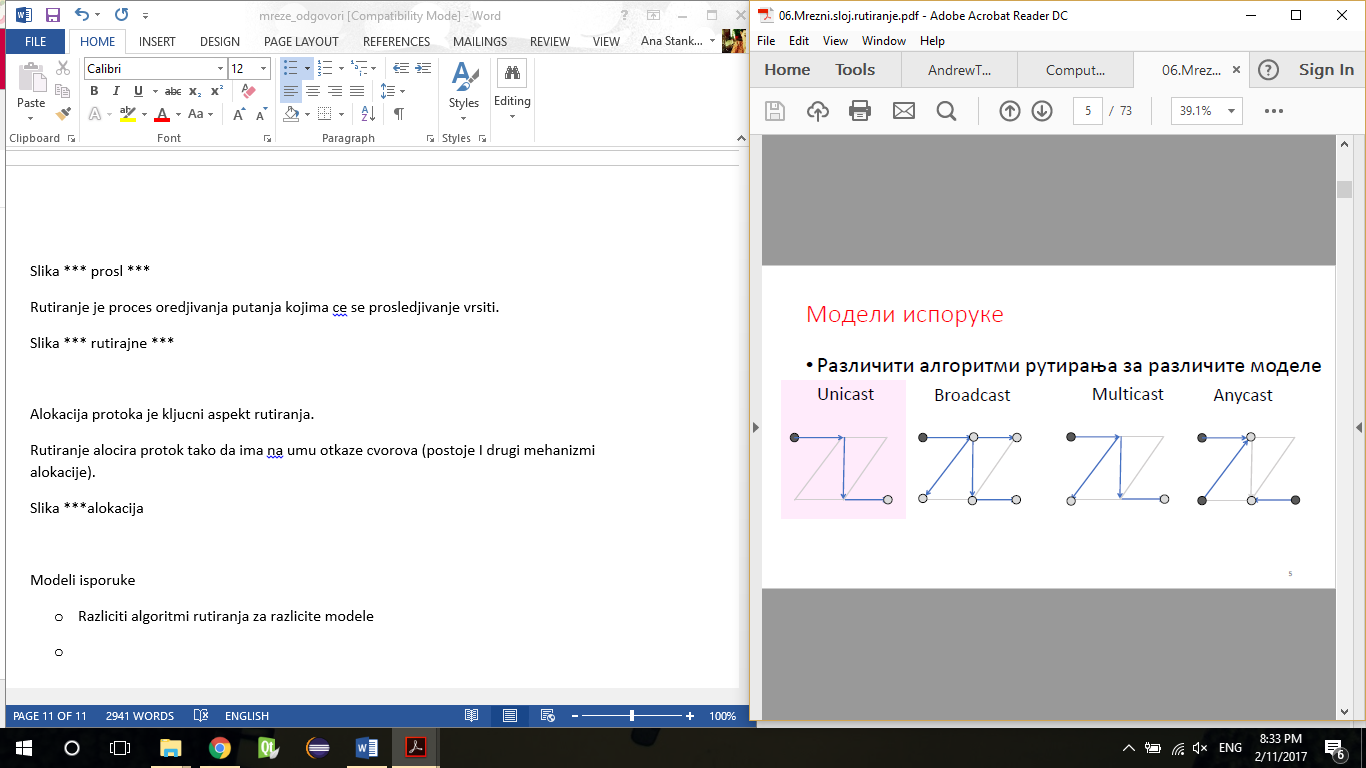 mreze_odgovori [Compatibility Mode] - Word
FILE HOME INSERT DESIGN PAGE LAYOUT REFERENCES MAILINGS REVIEW VIEW Ana Stank...
Calibri 12
Paste
B I U abc x₂ x²
A A Aa A A
Styles
Editing
Clipboard Font Paragraph Styles
Slika *** prosl ***
Rutiranje je proces oredjivanja putanja kojima ce se prosledjivanje vrsiti.
Slika *** rutirajne ***
Alokacija protoka je kljucni aspekt rutiranja.
Rutiranje alocira protok tako da ima na umu otkaze cvorova (postoje I drugi mehanizmi
alokacije).
Slika ***alokacija
Modeli isporuke
o Razliciti algoritmi rutiranja za razlicite modele
o
PAGE 11 OF 11 2941 WORDS ENGLISH 100%
06.Mrezni.sloj.rutiranje.pdf - Adobe Acrobat Reader DC
File Edit View Window Help
Home Tools AndrewT... Comput... 06.Mrez... Sign In
5 / 73 39.1%
Модели испоруке
• Различити алгоритми рутирања за различите моделе
Unicast Broadcast Multicast Anycast
5
ENG 8:33 PM
2/11/2017
6